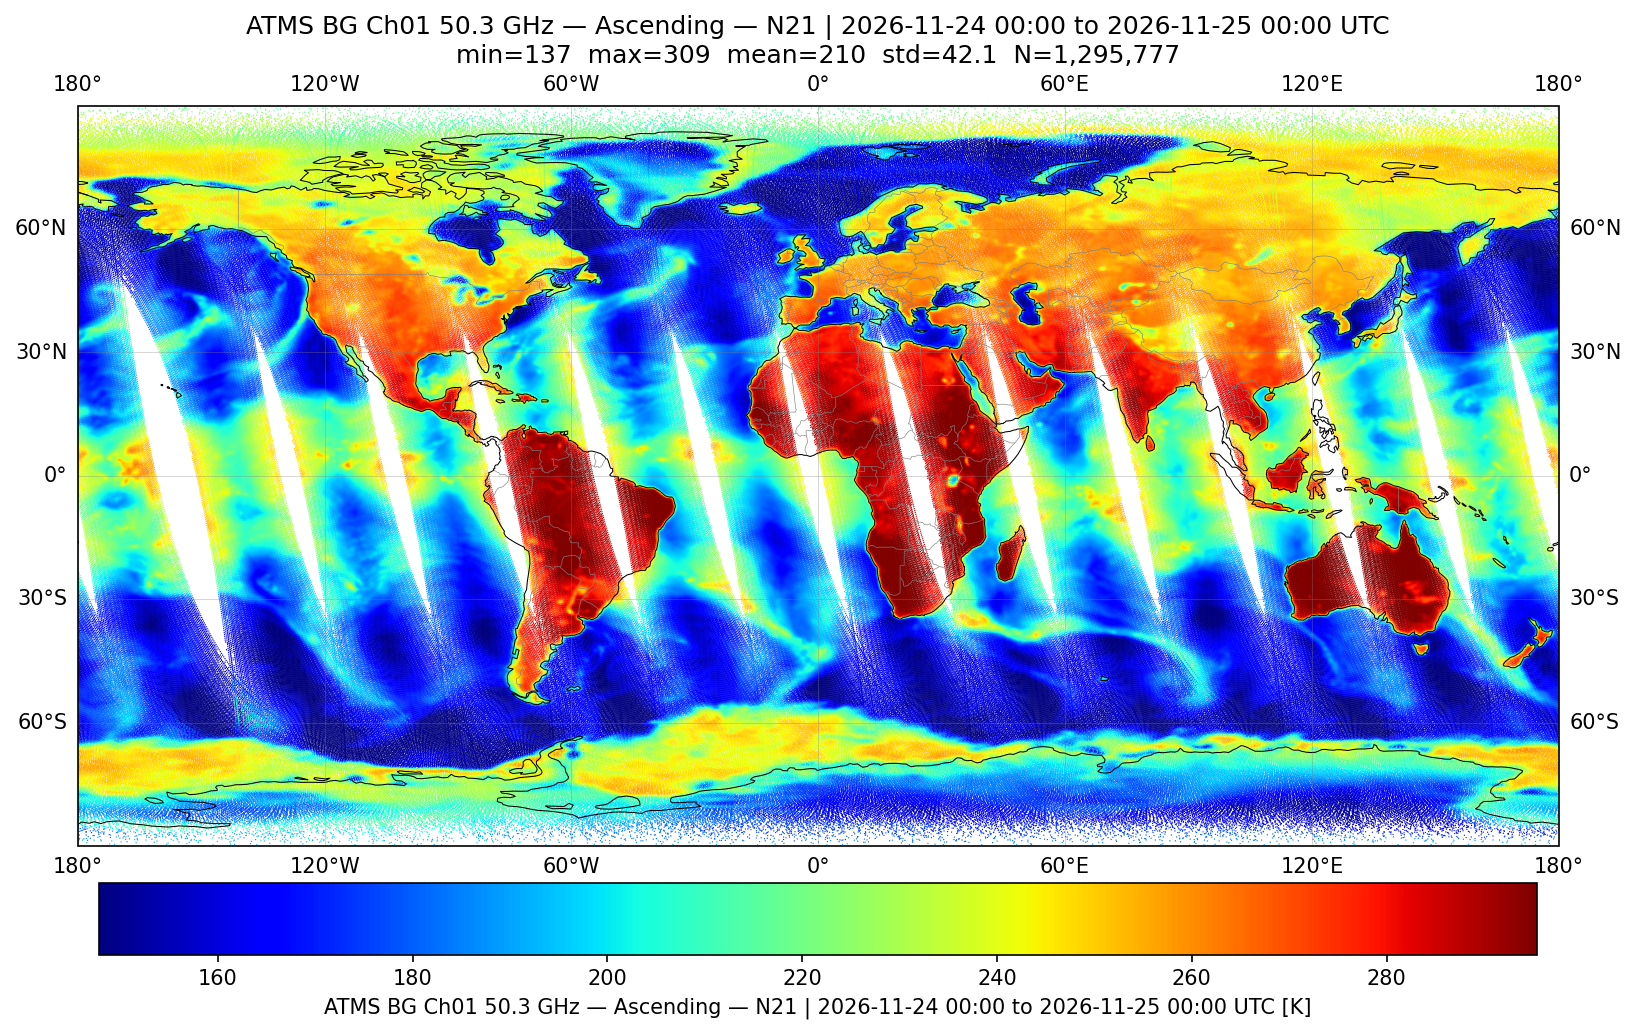 ATMS BG Ch01 50.3 GHz — Ascending — N21 | 2026-11-24 00:00 to 2026-11-25 00:00 UTC
min=137  max=309  mean=210  std=42.1  N=1,295,777
180° 120°W 60°W 0° 60°E 120°E 180°
60°N 60°N
30°N 30°N
0° 0°
30°S 30°S
60°S 60°S
180° 120°W 60°W 0° 60°E 120°E 180°
160 180 200 220 240 260 280
ATMS BG Ch01 50.3 GHz — Ascending — N21 | 2026-11-24 00:00 to 2026-11-25 00:00 UTC [K]